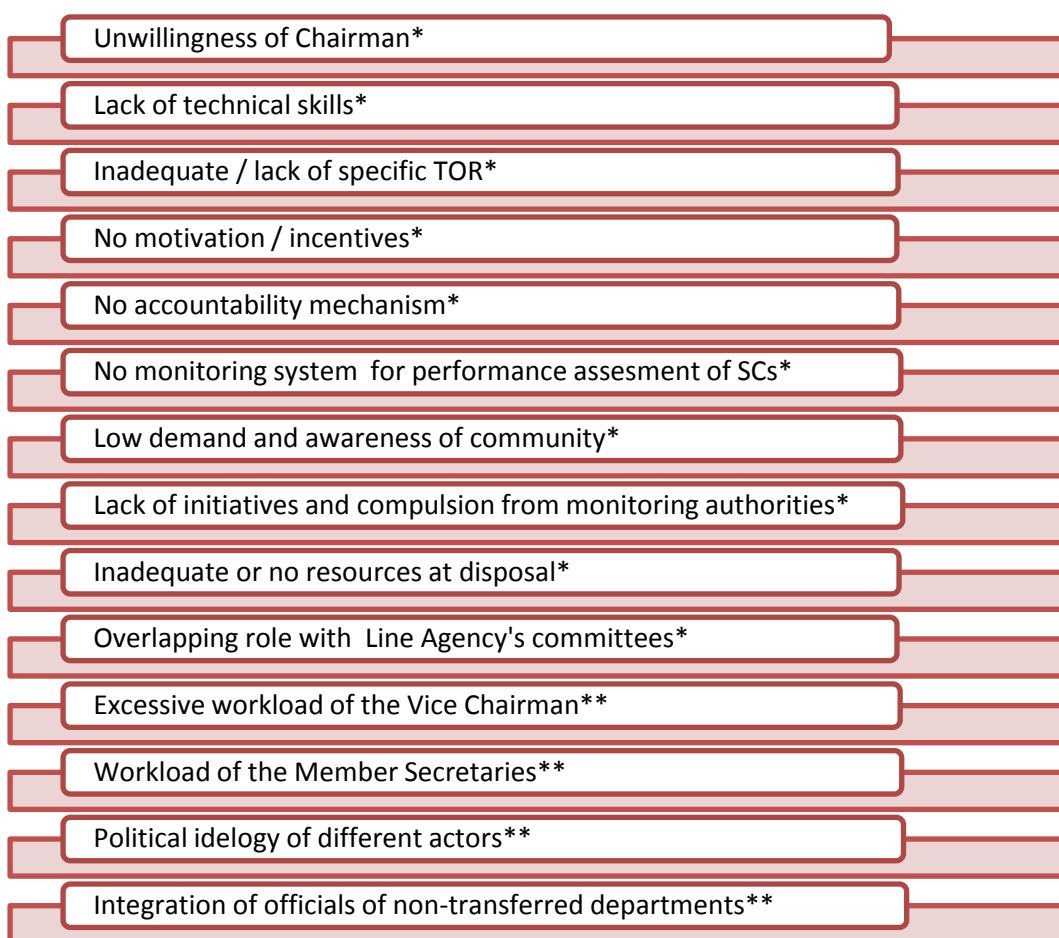 Unwillingness of Chairman*
Lack of technical skills*
Inadequate / lack of specific TOR*
No motivation / incentives*
No accountability mechanism*
No monitoring system  for performance assesment of SCs*
Low demand and awareness of community*
Lack of initiatives and compulsion from monitoring authorities*
Inadequate or no resources at disposal*
Overlapping role with  Line Agency's committees*
Excessive workload of the Vice Chairman**
Workload of the Member Secretaries**
Political idelogy of different actors**
Integration of officials of non-transferred departments**